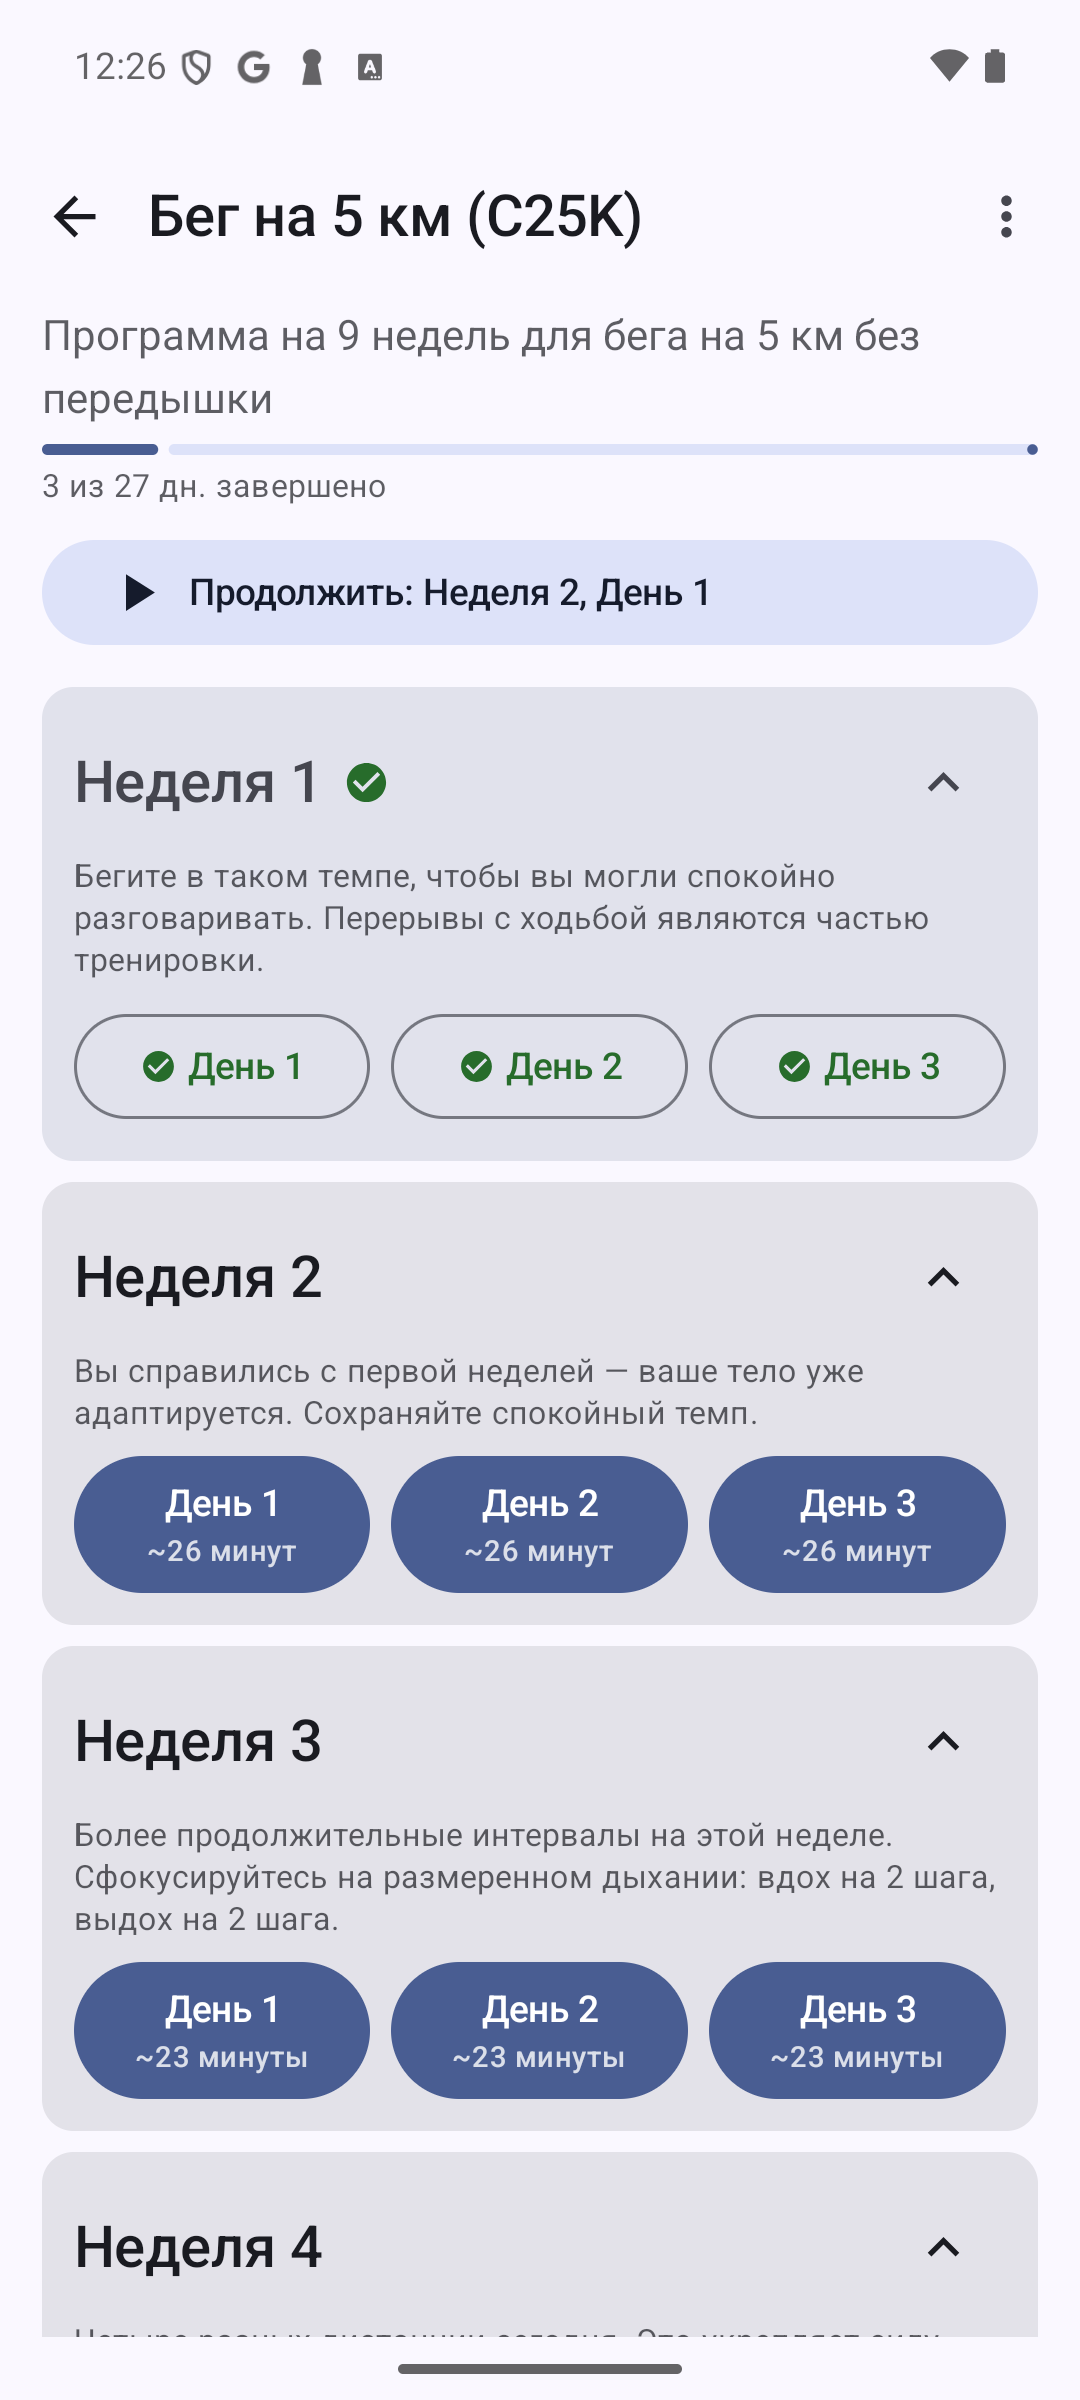 12:26
Бег на 5 км (C25K)
Программа на 9 недель для бега на 5 км без
передышки
3 из 27 дн. завершено
Продолжить: Неделя 2, День 1
Неделя 1
Бегите в таком темпе, чтобы вы могли спокойно
разговаривать. Перерывы с ходьбой являются частью
тренировки.
День 1 День 2 День 3
Неделя 2
Вы справились с первой неделей — ваше тело уже
адаптируется. Сохраняйте спокойный темп.
День 1 День 2 День 3
~26 минут ~26 минут ~26 минут
Неделя 3
Более продолжительные интервалы на этой неделе.
Сфокусируйтесь на размеренном дыхании: вдох на 2 шага,
выдох на 2 шага.
День 1 День 2 День 3
~23 минуты ~23 минуты ~23 минуты
Неделя 4